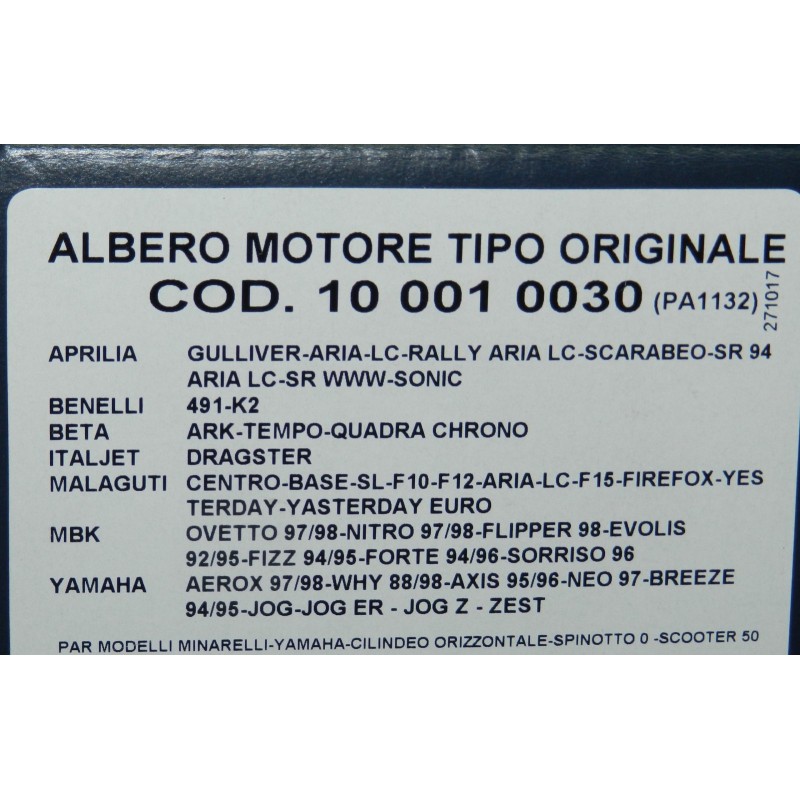 ALBERO MOTORE TIPO ORIGINALE
COD. 10 001 0030 (PA1132)
271017
APRILIA GULLIVER-ARIA-LC-RALLY ARIA LC-SCARABEO-SR 94
ARIA LC-SR WWW-SONIC
BENELLI 491-K2
BETA ARK-TEMPO-QUADRA CHRONO
ITALJET DRAGSTER
MALAGUTI CENTRO-BASE-SL-F10-F12-ARIA-LC-F15-FIREFOX-YES
TERDAY-YASTERDAY EURO
MBK OVETTO 97/98-NITRO 97/98-FLIPPER 98-EVOLIS
92/95-FIZZ 94/95-FORTE 94/96-SORRISO 96
YAMAHA AEROX 97/98-WHY 88/98-AXIS 95/96-NEO 97-BREEZE
94/95-JOG-JOG ER - JOG Z - ZEST
PAR MODELLI MINARELLI-YAMAHA-CILINDEO ORIZZONTALE-SPINOTTO 0 -SCOOTER 50